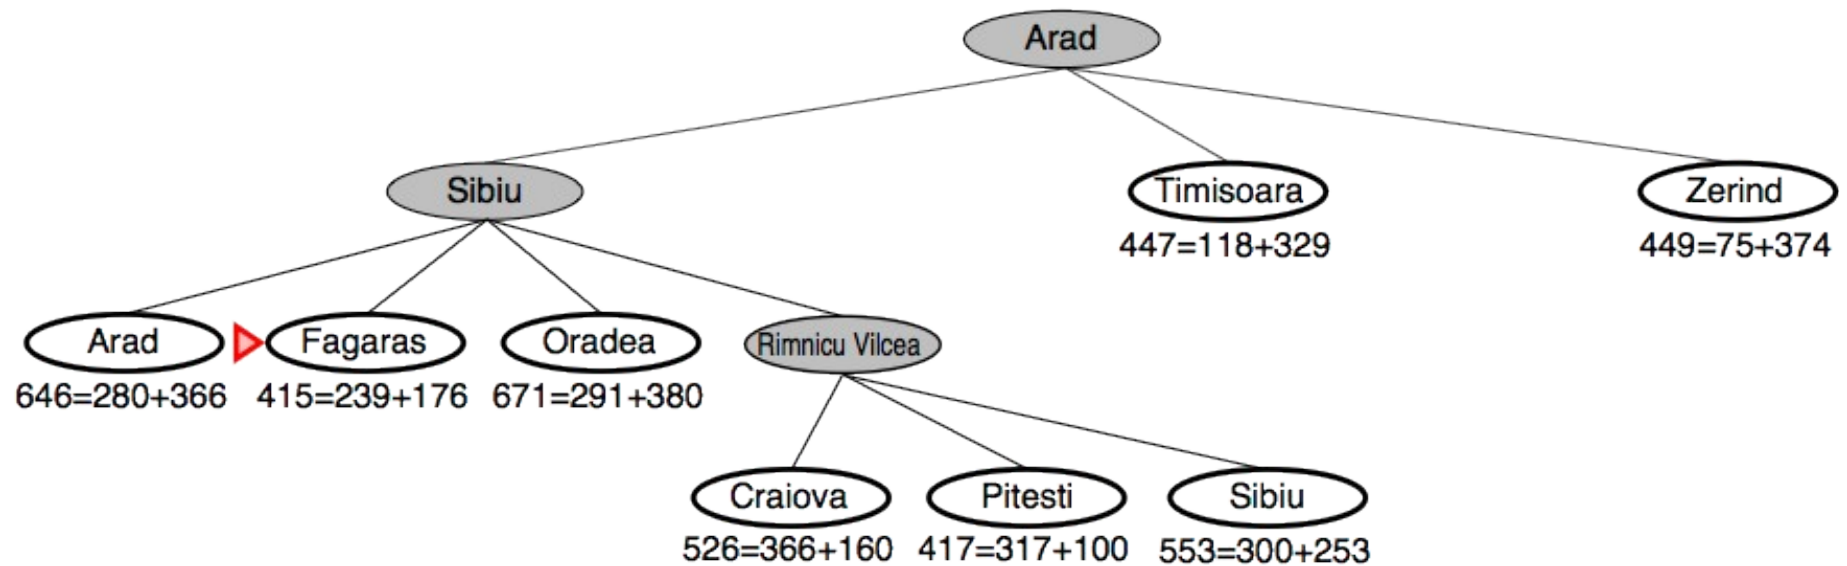 Arad
Sibiu
Timisoara
Zerind
447=118+329
449=75+374
Arad
Fagaras
Oradea
Rimnicu Vilcea
646=280+366
415=239+176
671=291+380
Craiova
Pitesti
Sibiu
526=366+160
417=317+100
553=300+253